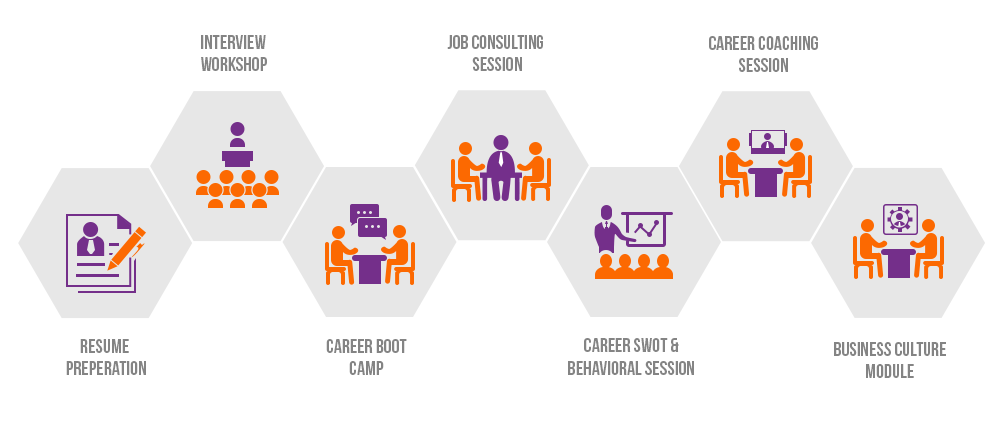 INTERVIEW
WORKSHOP
JOB CONSULTING
SESSION
CAREER COACHING
SESSION
RESUME
PREPERATION
CAREER BOOT
CAMP
CAREER SWOT &
BEHAVIORAL SESSION
BUSINESS CULTURE
MODULE